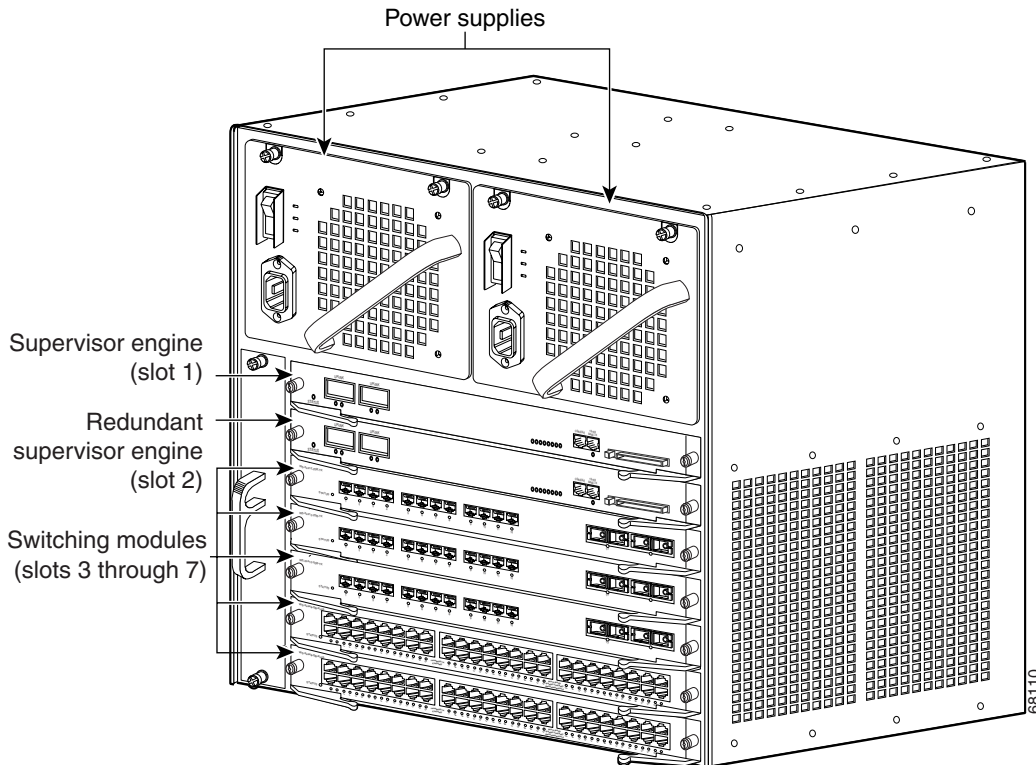 Power supplies
Supervisor engine
(slot 1)
Redundant
supervisor engine
(slot 2)
Switching modules
(slots 3 through 7)
68110